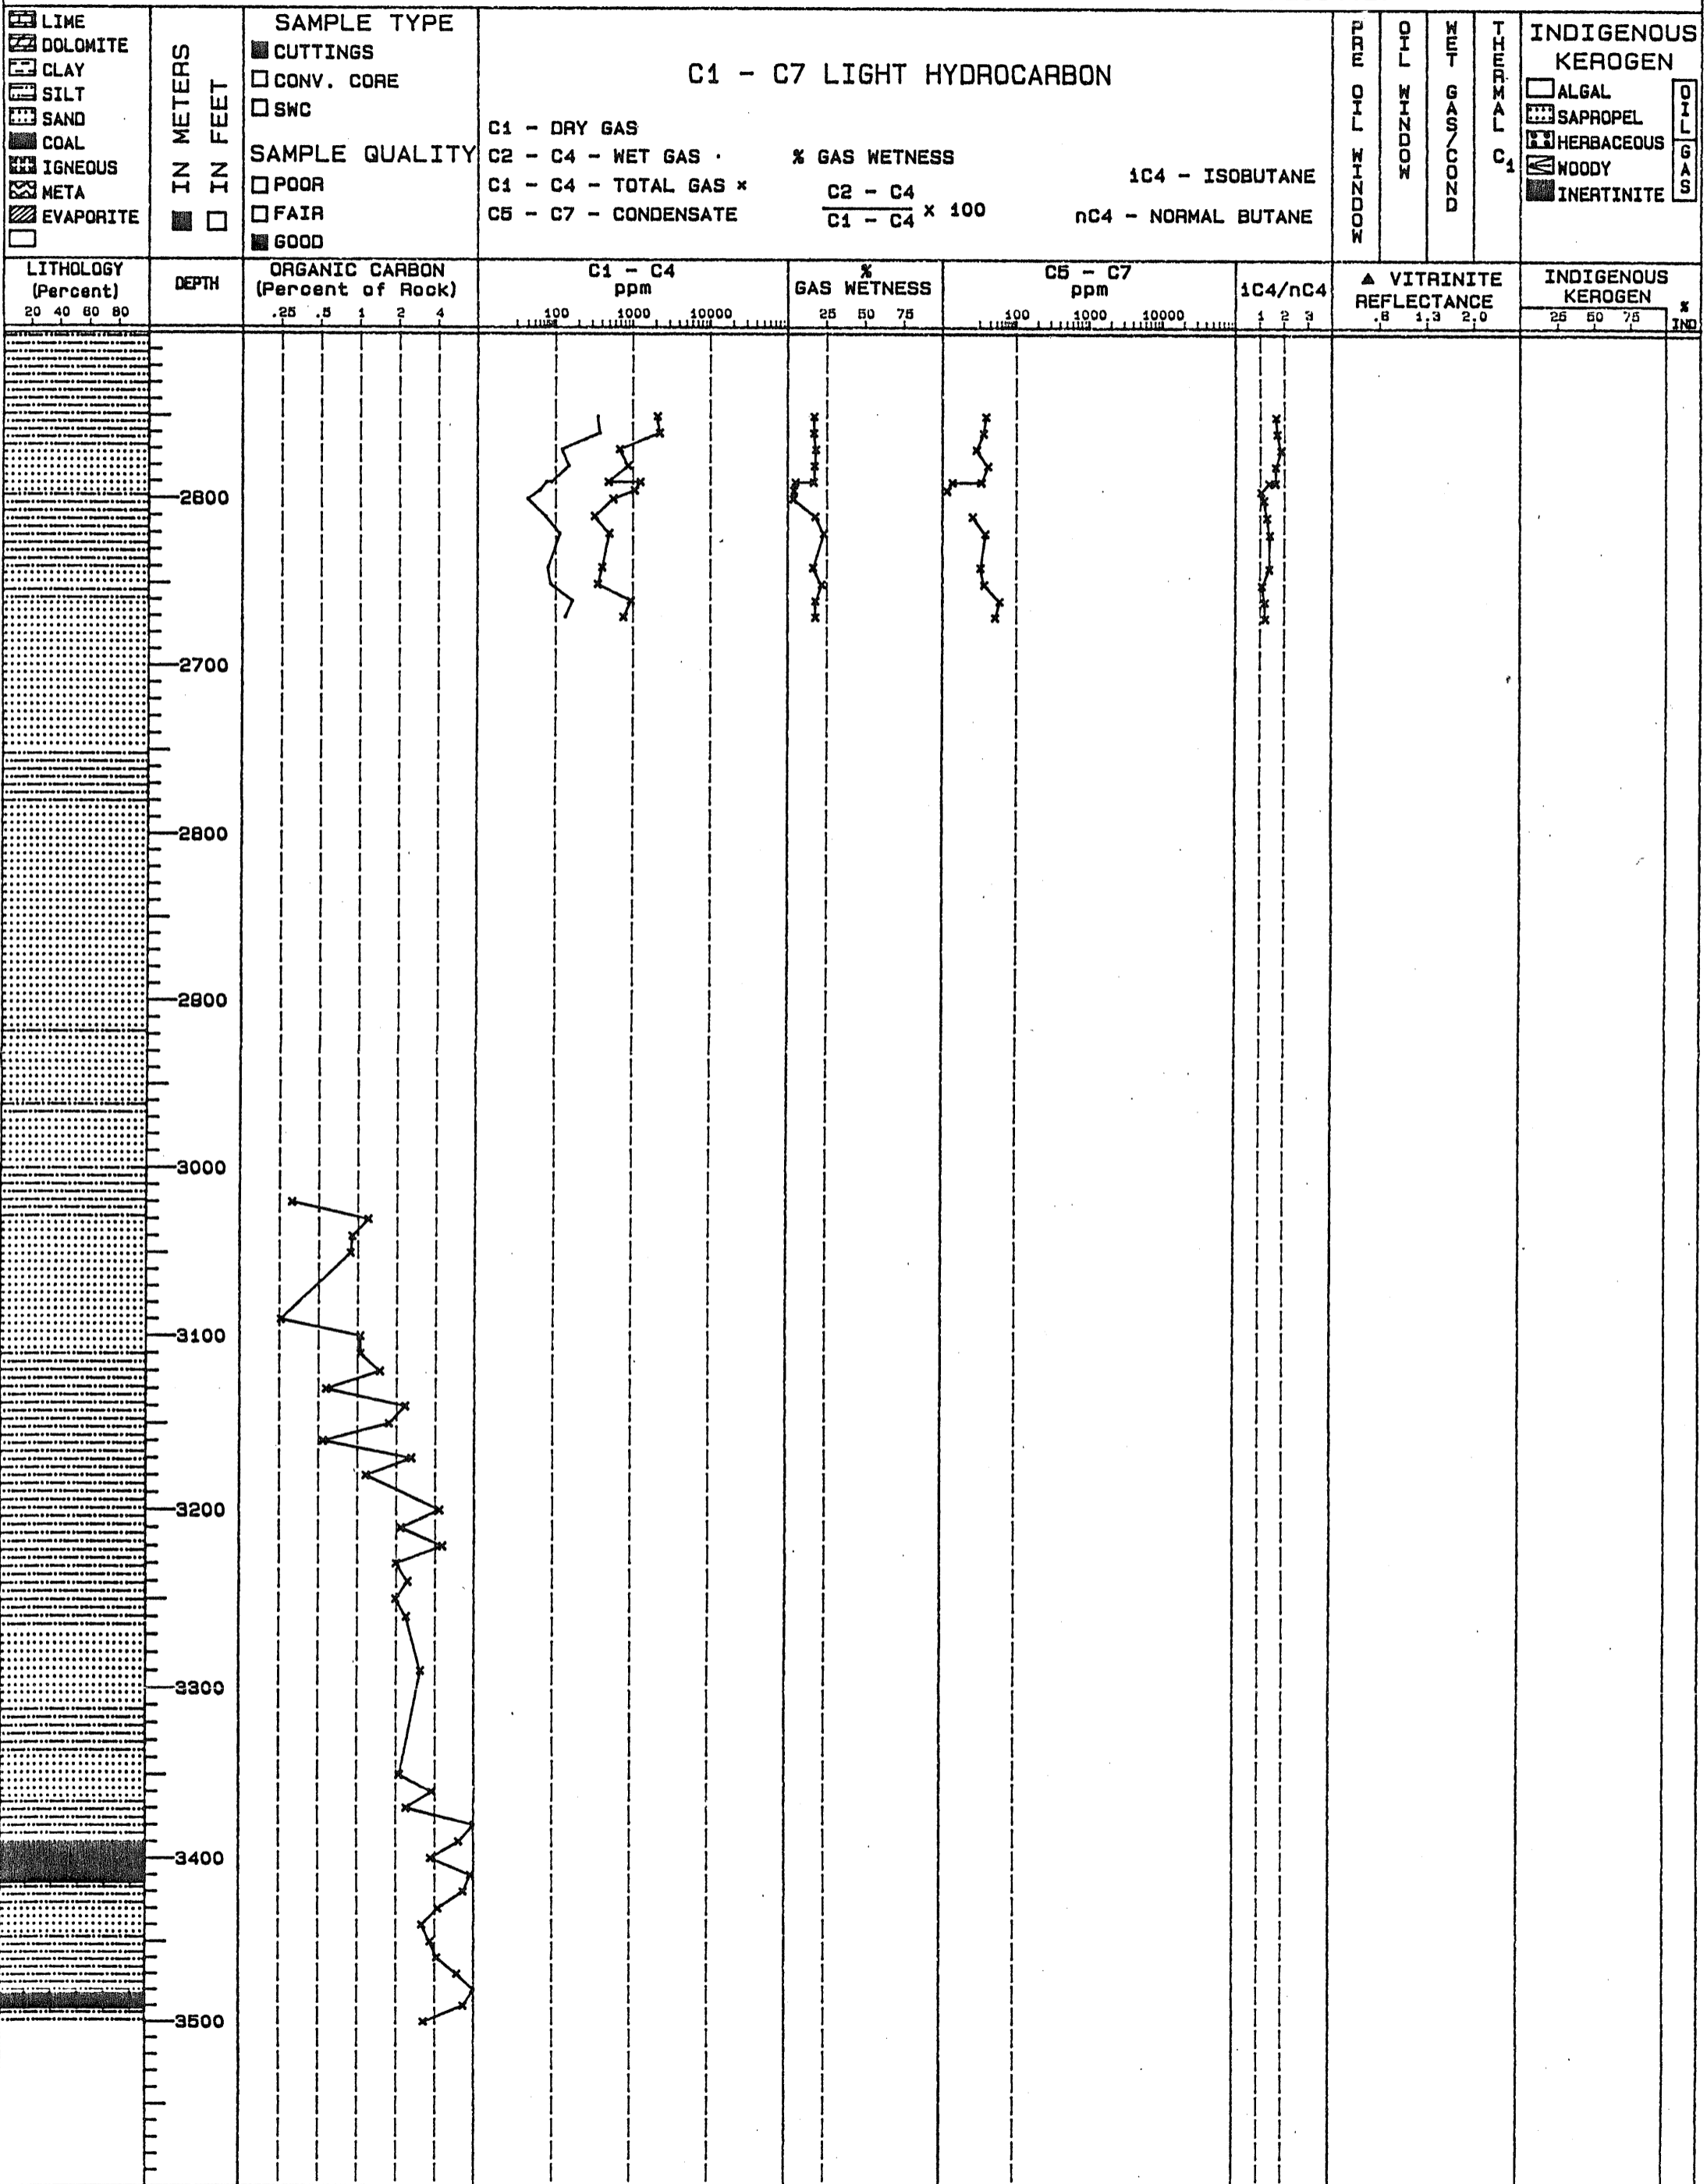 LIME
DOLOMITE
CLAY
SILT
SAND
COAL
IGNEOUS
META
EVAPORITE
IN METERS
IN FEET
SAMPLE TYPE
CUTTINGS
CONV. CORE
SWC
SAMPLE QUALITY
POOR
FAIR
GOOD
C1 - C7 LIGHT HYDROCARBON
C1 - DRY GAS
C2 - C4 - WET GAS ·
C1 - C4 - TOTAL GAS ×
C5 - C7 - CONDENSATE
% GAS WETNESS
C2 - C4
C1 - C4
× 100
iC4 - ISOBUTANE
nC4 - NORMAL BUTANE
PRE OIL WINDOW
OIL WINDOW
WET GAS/COND
THERMAL C1
INDIGENOUS
KEROGEN
ALGAL
SAPROPEL
HERBACEOUS
WOODY
INERTINITE
OIL
GAS
LITHOLOGY
(Percent)
20 40 60 80
DEPTH
ORGANIC CARBON
(Percent of Rock)
.25 .5 1 2 4
C1 - C4
ppm
100 1000 10000
%
GAS WETNESS
25 50 75
C5 - C7
ppm
100 1000 10000
iC4/nC4
1 2 3
▲ VITRINITE
REFLECTANCE
.6 1.3 2.0
INDIGENOUS
KEROGEN
25 50 75
%
IND
2600
2700
2800
2900
3000
3100
3200
3300
3400
3500